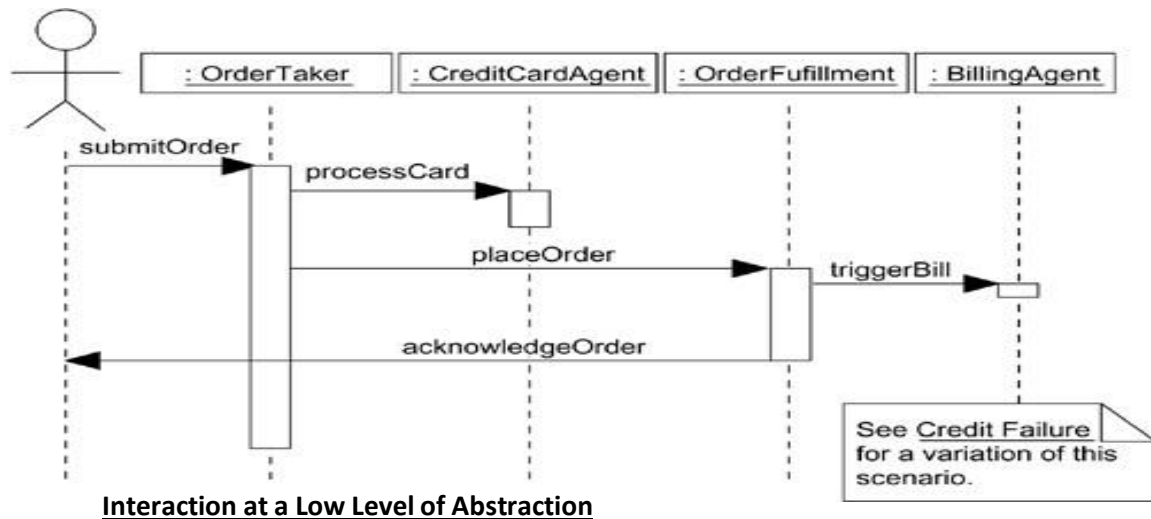 : OrderTaker
: CreditCardAgent
: OrderFufillment
: BillingAgent
submitOrder
processCard
placeOrder
triggerBill
acknowledgeOrder
See Credit Failure
for a variation of this
scenario.
Interaction at a Low Level of Abstraction